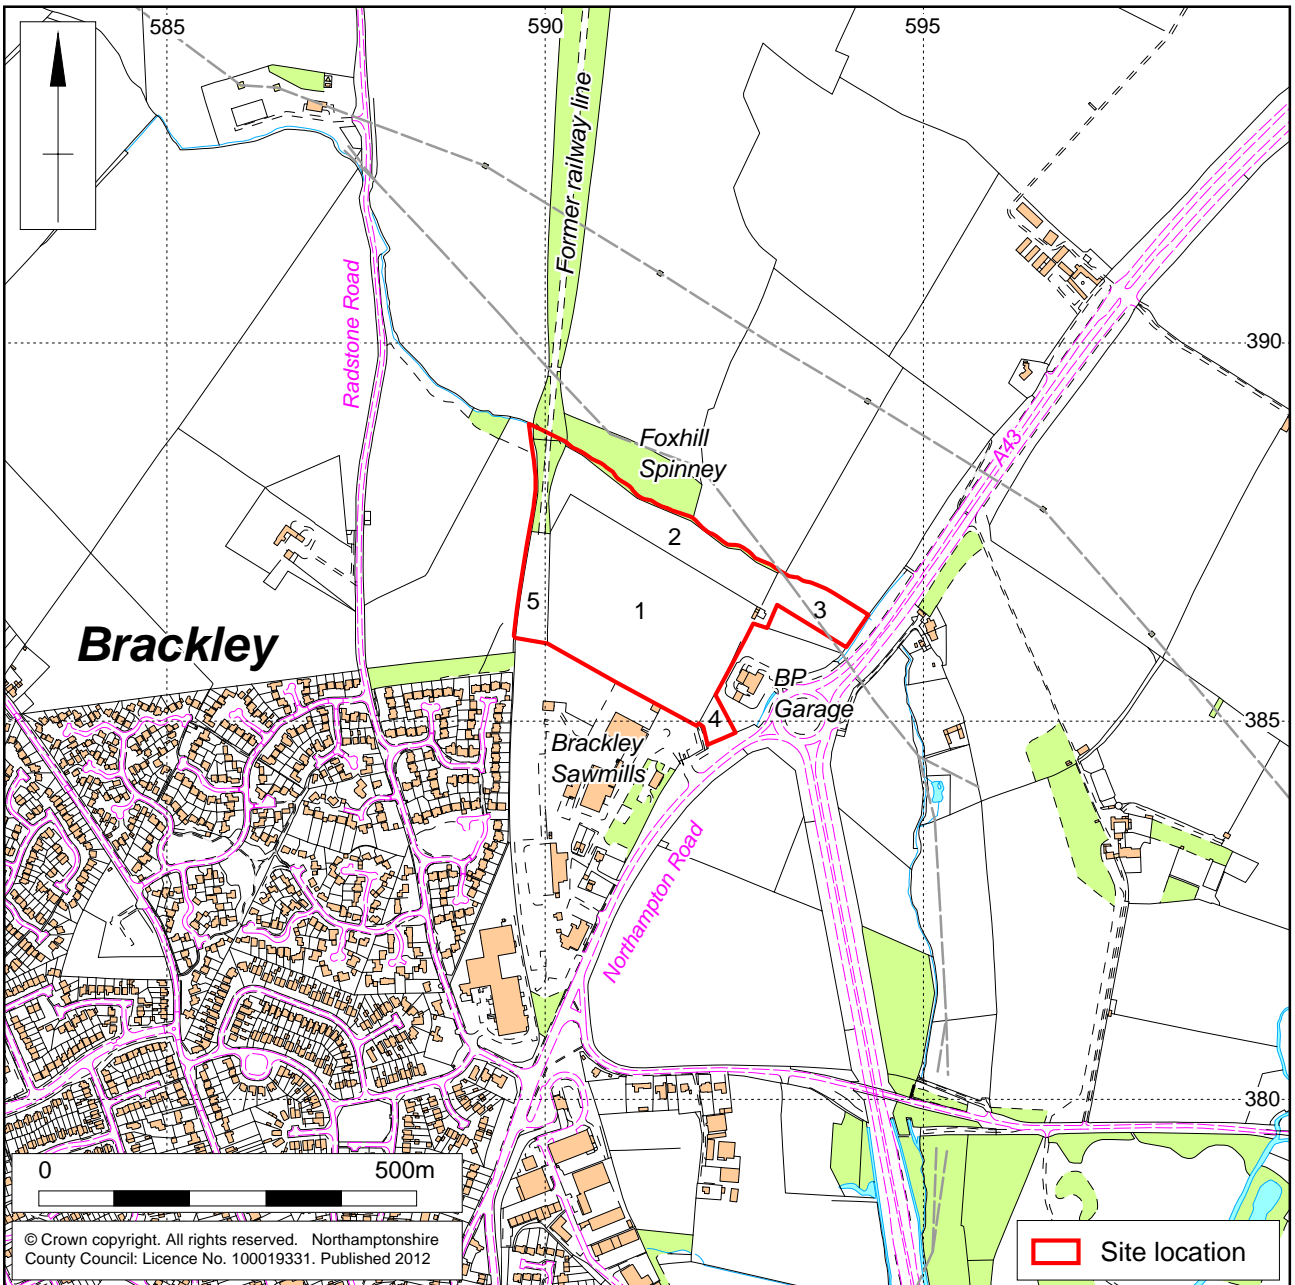 585
590
595
Former railway line
Radstone Road
390
A43
Foxhill
Spinney
2
5
1
3
Brackley
BP
Garage
4
385
Brackley
Sawmills
Northampton Road
380
0
500m
© Crown copyright. All rights reserved. Northamptonshire
County Council: Licence No. 100019331. Published 2012
Site location